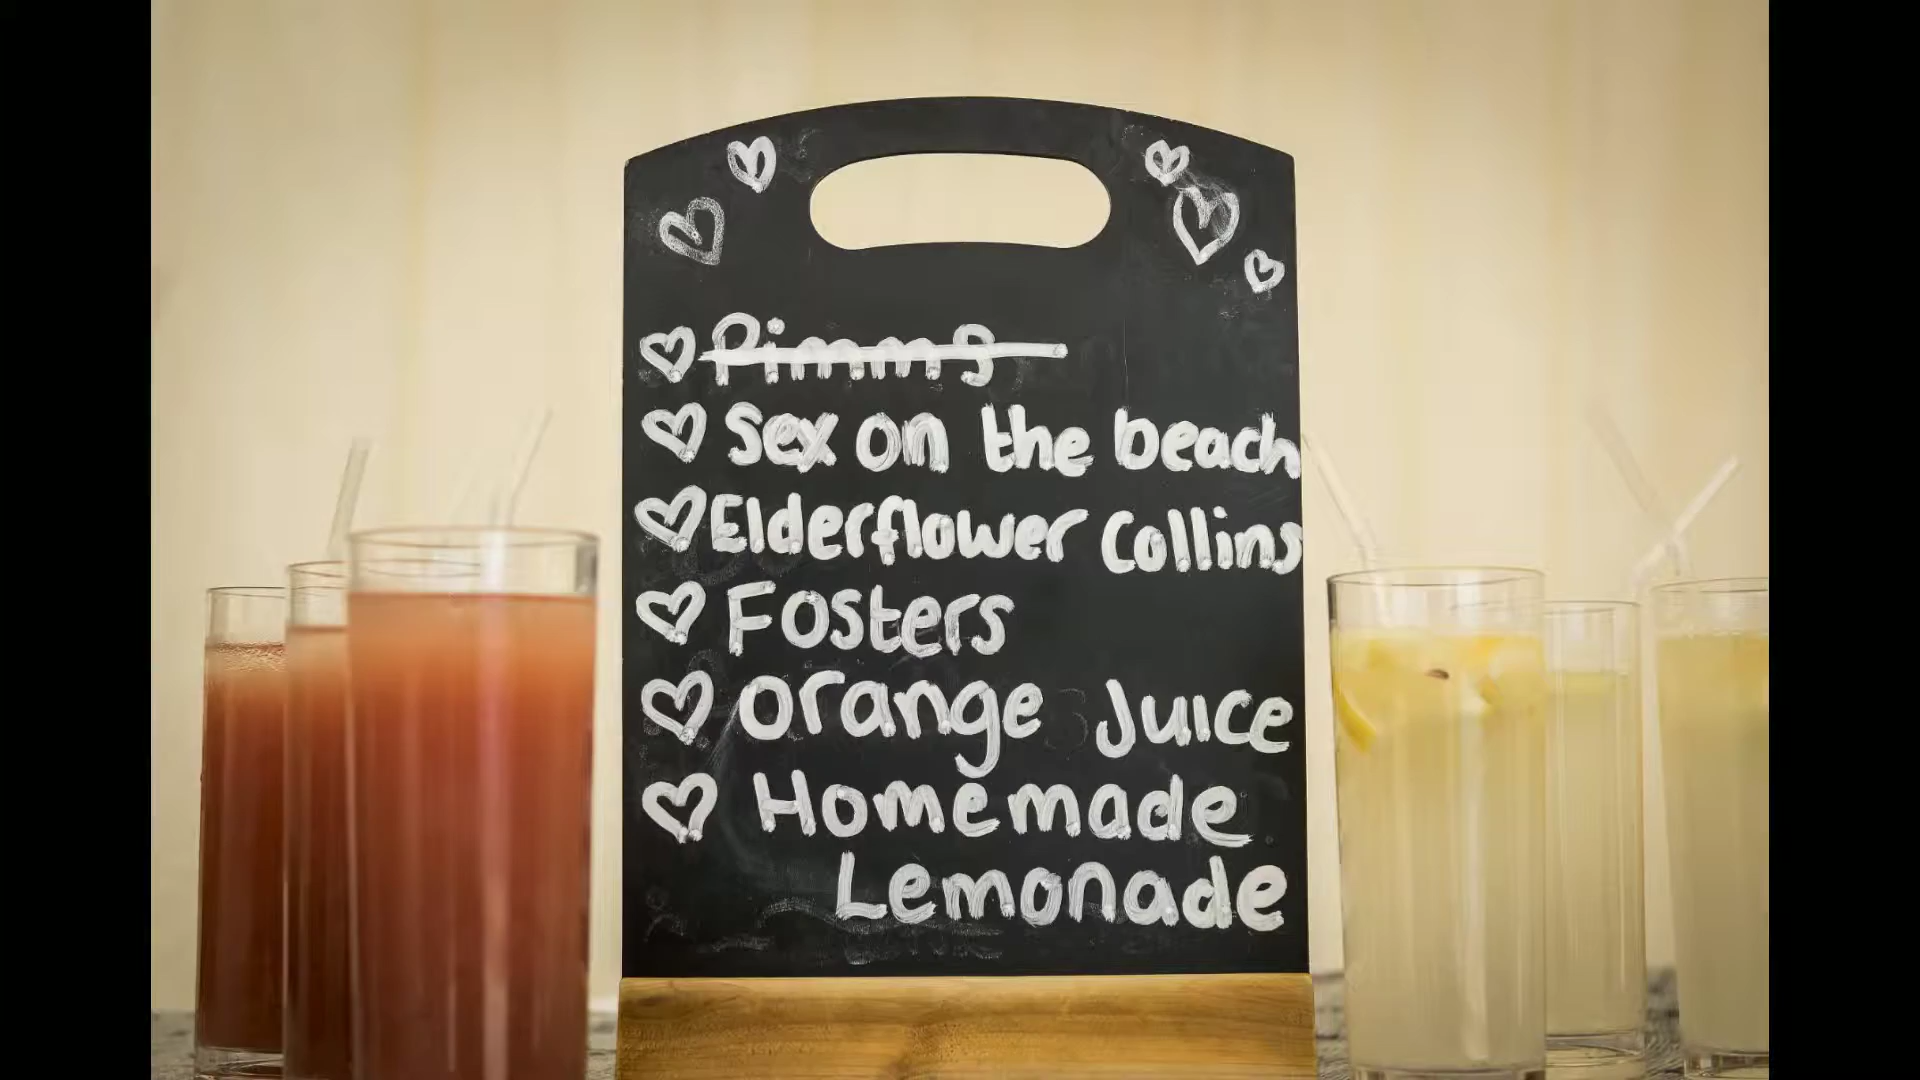 Pimms
Sex on the beach
Elderflower Collins
Fosters
Orange Juice
Homemade
Lemonade